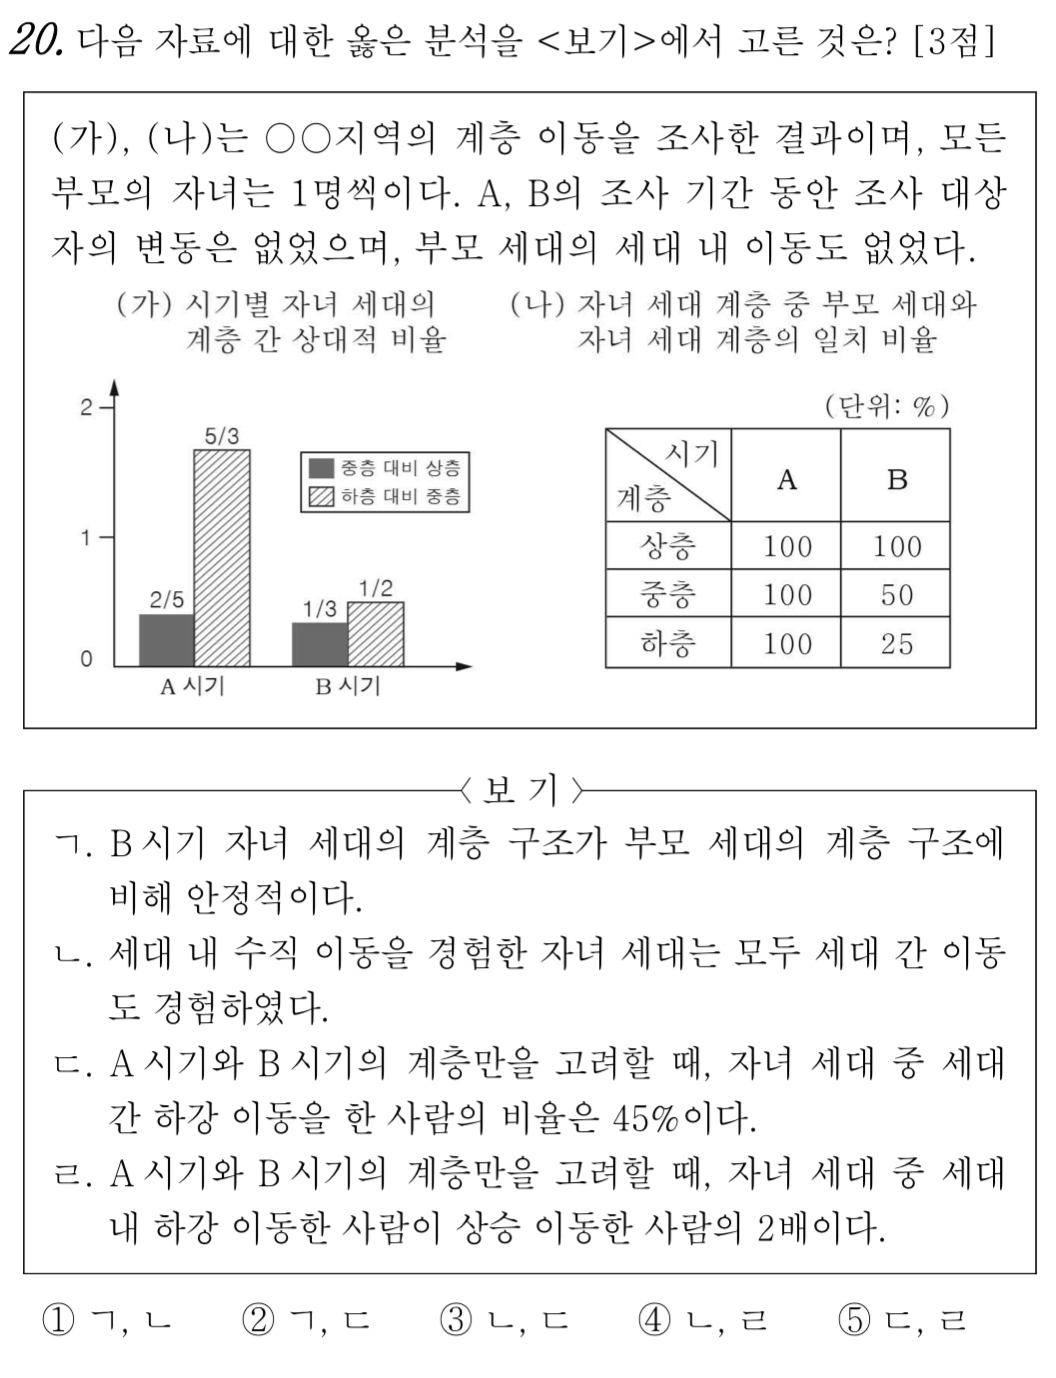 20. 다음 자료에 대한 옳은 분석을 <보기>에서 고른 것은? [3점]
(가), (나)는 ○○지역의 계층 이동을 조사한 결과이며, 모든
부모의 자녀는 1명씩이다. A, B의 조사 기간 동안 조사 대상
자의 변동은 없었으며, 부모 세대의 세대 내 이동도 없었다.
(가) 시기별 자녀 세대의
계층 간 상대적 비율
2
1
0
5/3
2/5
1/3
1/2
중층 대비 상층
하층 대비 중층
A 시기
B 시기
(나) 자녀 세대 계층 중 부모 세대와
자녀 세대 계층의 일치 비율
(단위: %)
시기
계층
A B
상층 100 100
중층 100 50
하층 100 25
<보 기>
ㄱ. B 시기 자녀 세대의 계층 구조가 부모 세대의 계층 구조에
비해 안정적이다.
ㄴ. 세대 내 수직 이동을 경험한 자녀 세대는 모두 세대 간 이동
도 경험하였다.
ㄷ. A 시기와 B 시기의 계층만을 고려할 때, 자녀 세대 중 세대
간 하강 이동을 한 사람의 비율은 45%이다.
ㄹ. A 시기와 B 시기의 계층만을 고려할 때, 자녀 세대 중 세대
내 하강 이동한 사람이 상승 이동한 사람의 2배이다.
① ㄱ, ㄴ ② ㄱ, ㄷ ③ ㄴ, ㄷ ④ ㄴ, ㄹ ⑤ ㄷ, ㄹ